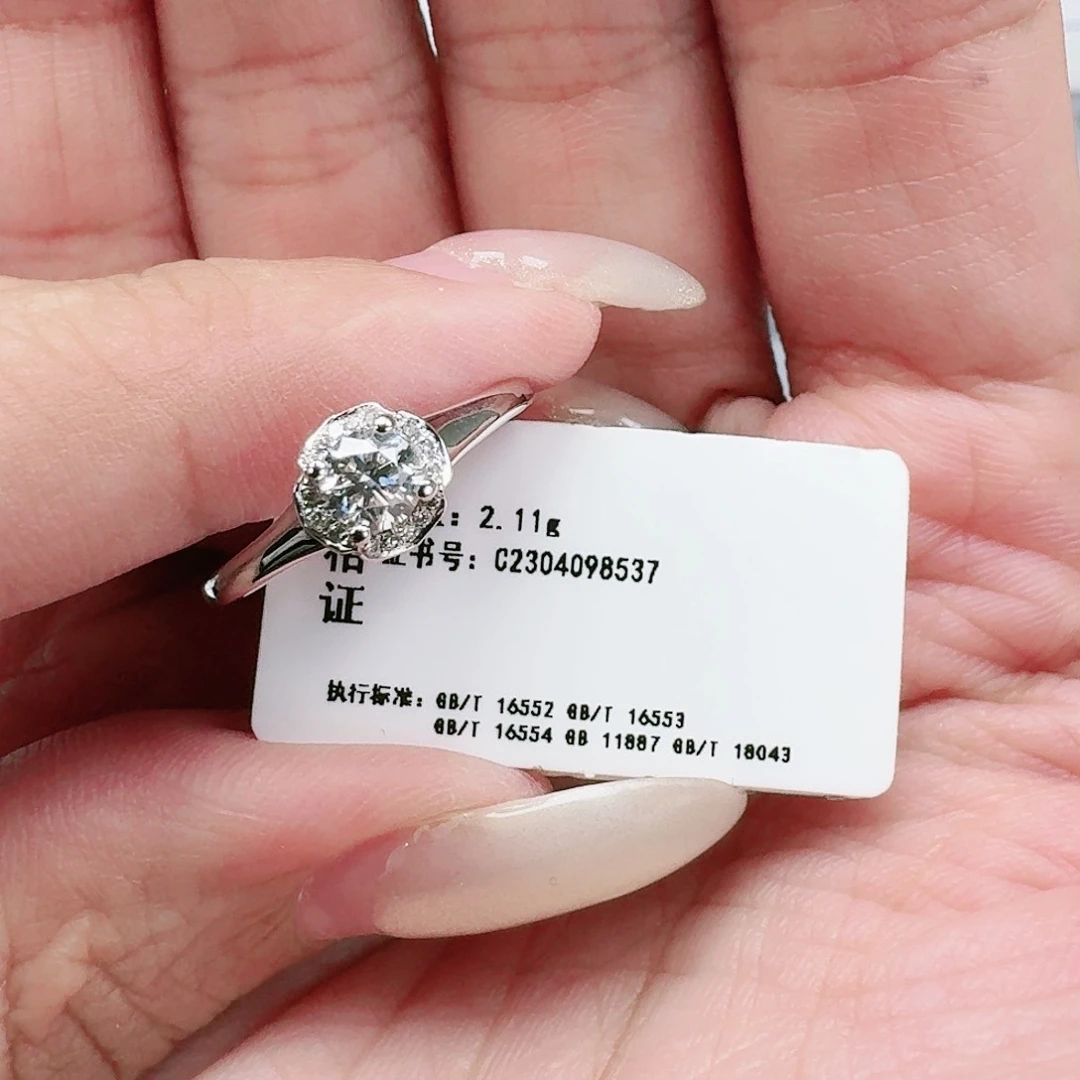 : 2.11g
证书号: C2304098537
格
证
执行标准: GB/T 16552 GB/T 16553
GB/T 16554 GB 11887 GB/T 18043